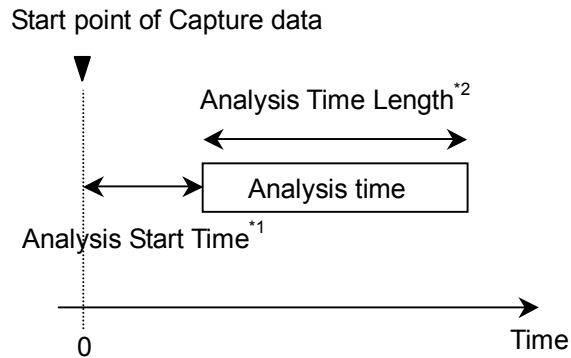 Start point of Capture data
Analysis Time Length*2
Analysis time
Analysis Start Time*1
0
Time